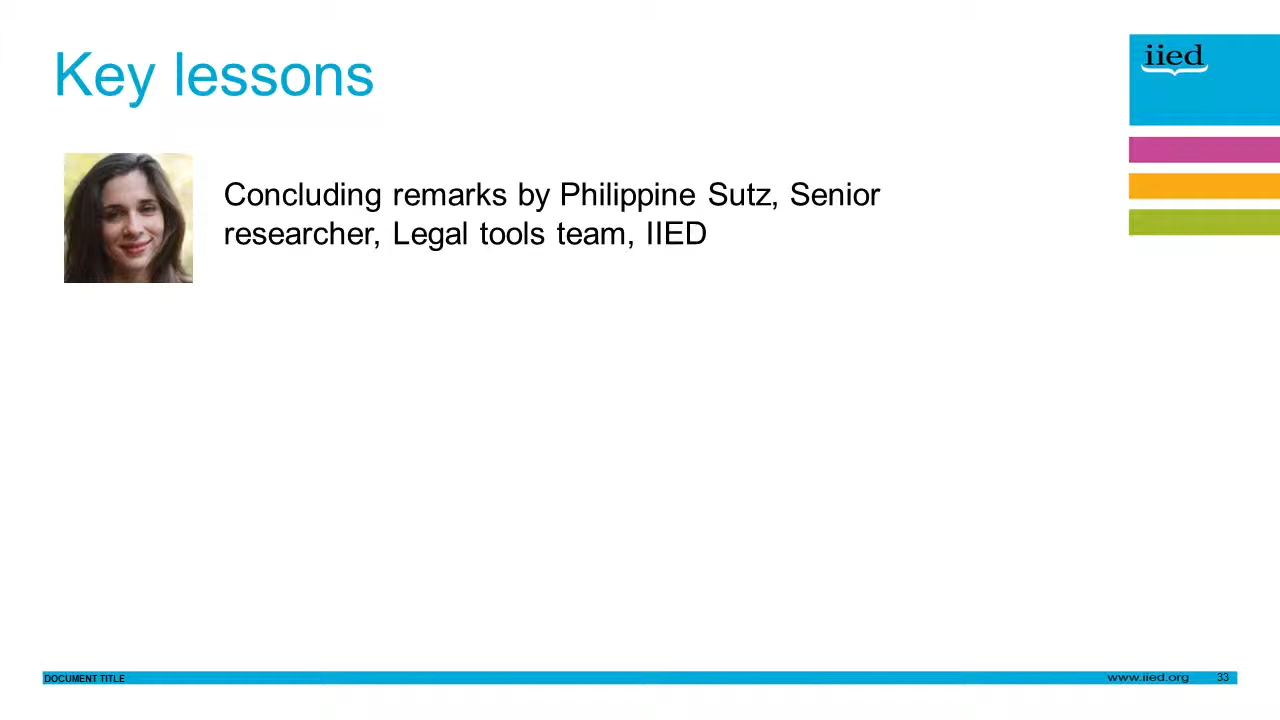 Key lessons
iied
Concluding remarks by Philippine Sutz, Senior
researcher, Legal tools team, IIED
DOCUMENT TITLE
www.iied.org
33